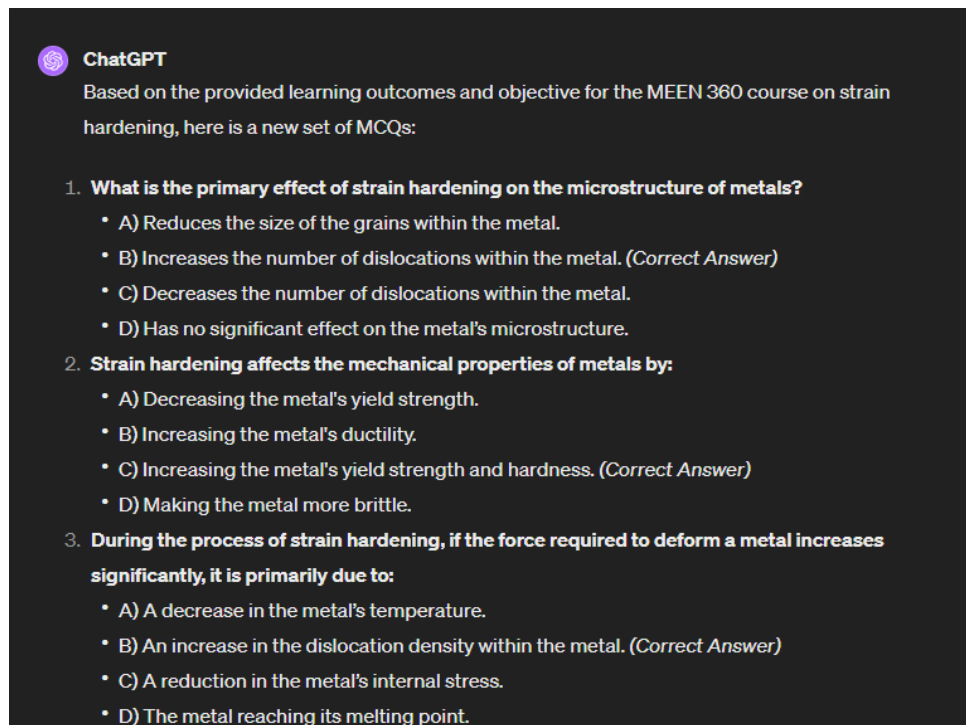 ChatGPT
Based on the provided learning outcomes and objective for the MEEN 360 course on strain
hardening, here is a new set of MCQs:
1. What is the primary effect of strain hardening on the microstructure of metals?
• A) Reduces the size of the grains within the metal.
• B) Increases the number of dislocations within the metal. (Correct Answer)
• C) Decreases the number of dislocations within the metal.
• D) Has no significant effect on the metal's microstructure.
2. Strain hardening affects the mechanical properties of metals by:
• A) Decreasing the metal's yield strength.
• B) Increasing the metal's ductility.
• C) Increasing the metal's yield strength and hardness. (Correct Answer)
• D) Making the metal more brittle.
3. During the process of strain hardening, if the force required to deform a metal increases
significantly, it is primarily due to:
• A) A decrease in the metal's temperature.
• B) An increase in the dislocation density within the metal. (Correct Answer)
• C) A reduction in the metal's internal stress.
• D) The metal reaching its melting point.